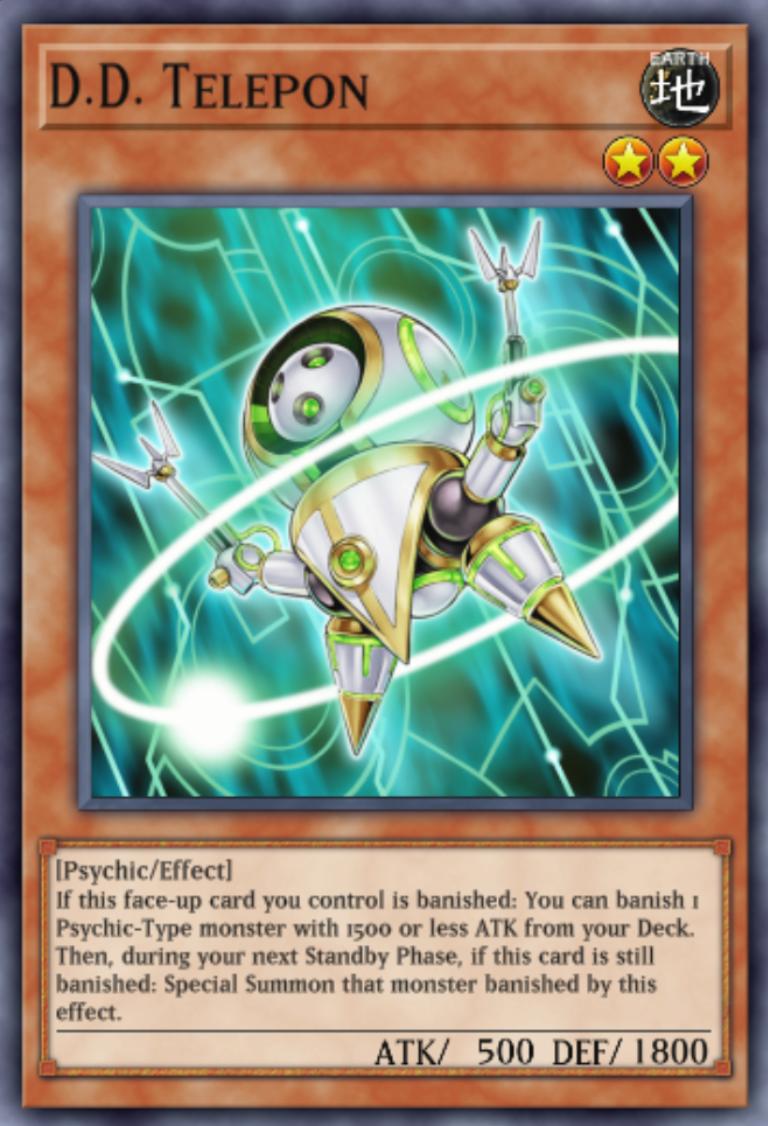 D.D. Telepon
EARTH
地
[Psychic/Effect]
If this face-up card you control is banished: You can banish 1
Psychic-Type monster with 1500 or less ATK from your Deck.
Then, during your next Standby Phase, if this card is still
banished: Special Summon that monster banished by this
effect.
ATK/ 500 DEF/ 1800